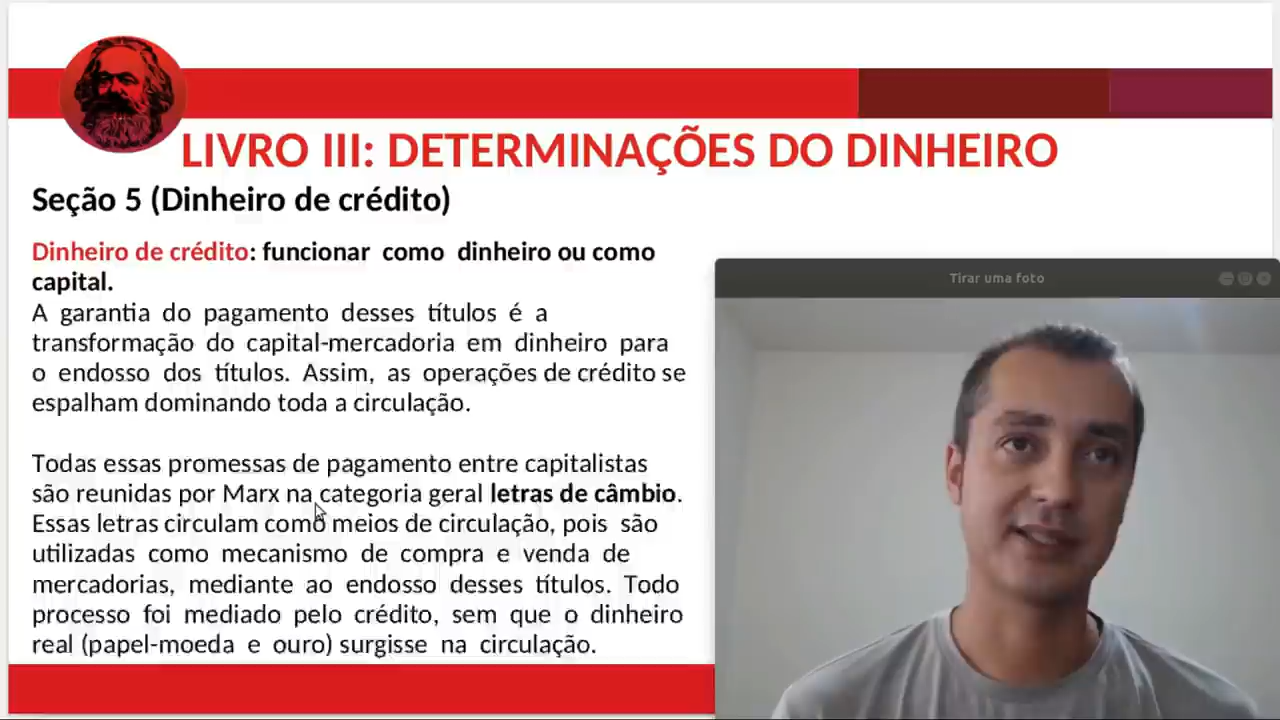 LIVRO III: DETERMINAÇÕES DO DINHEIRO
Seção 5 (Dinheiro de crédito)
Dinheiro de crédito: funcionar como dinheiro ou como
capital.
A garantia do pagamento desses títulos é a
transformação do capital-mercadoria em dinheiro para
o endosso dos títulos. Assim, as operações de crédito se
espalham dominando toda a circulação.
Todas essas promessas de pagamento entre capitalistas
são reunidas por Marx na categoria geral letras de câmbio.
Essas letras circulam como meios de circulação, pois são
utilizadas como mecanismo de compra e venda de
mercadorias, mediante ao endosso desses títulos. Todo
processo foi mediado pelo crédito, sem que o dinheiro
real (papel-moeda e ouro) surgisse na circulação.
Tirar uma foto